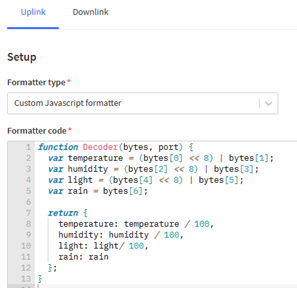 Uplink
Downlink
Setup
Formatter type *
Custom Javascript formatter
Formatter code *
1 function Decoder(bytes, port) {
2 var temperature = (bytes[0] << 8) | bytes[1];
3 var humidity = (bytes[2] << 8) | bytes[3];
4 var light = (bytes[4] << 8) | bytes[5];
5 var rain = bytes[6];
6
7 return {
8 temperature: temperature / 100,
9 humidity: humidity / 100,
10 light: light/ 100,
11 rain: rain
12 };
13 }